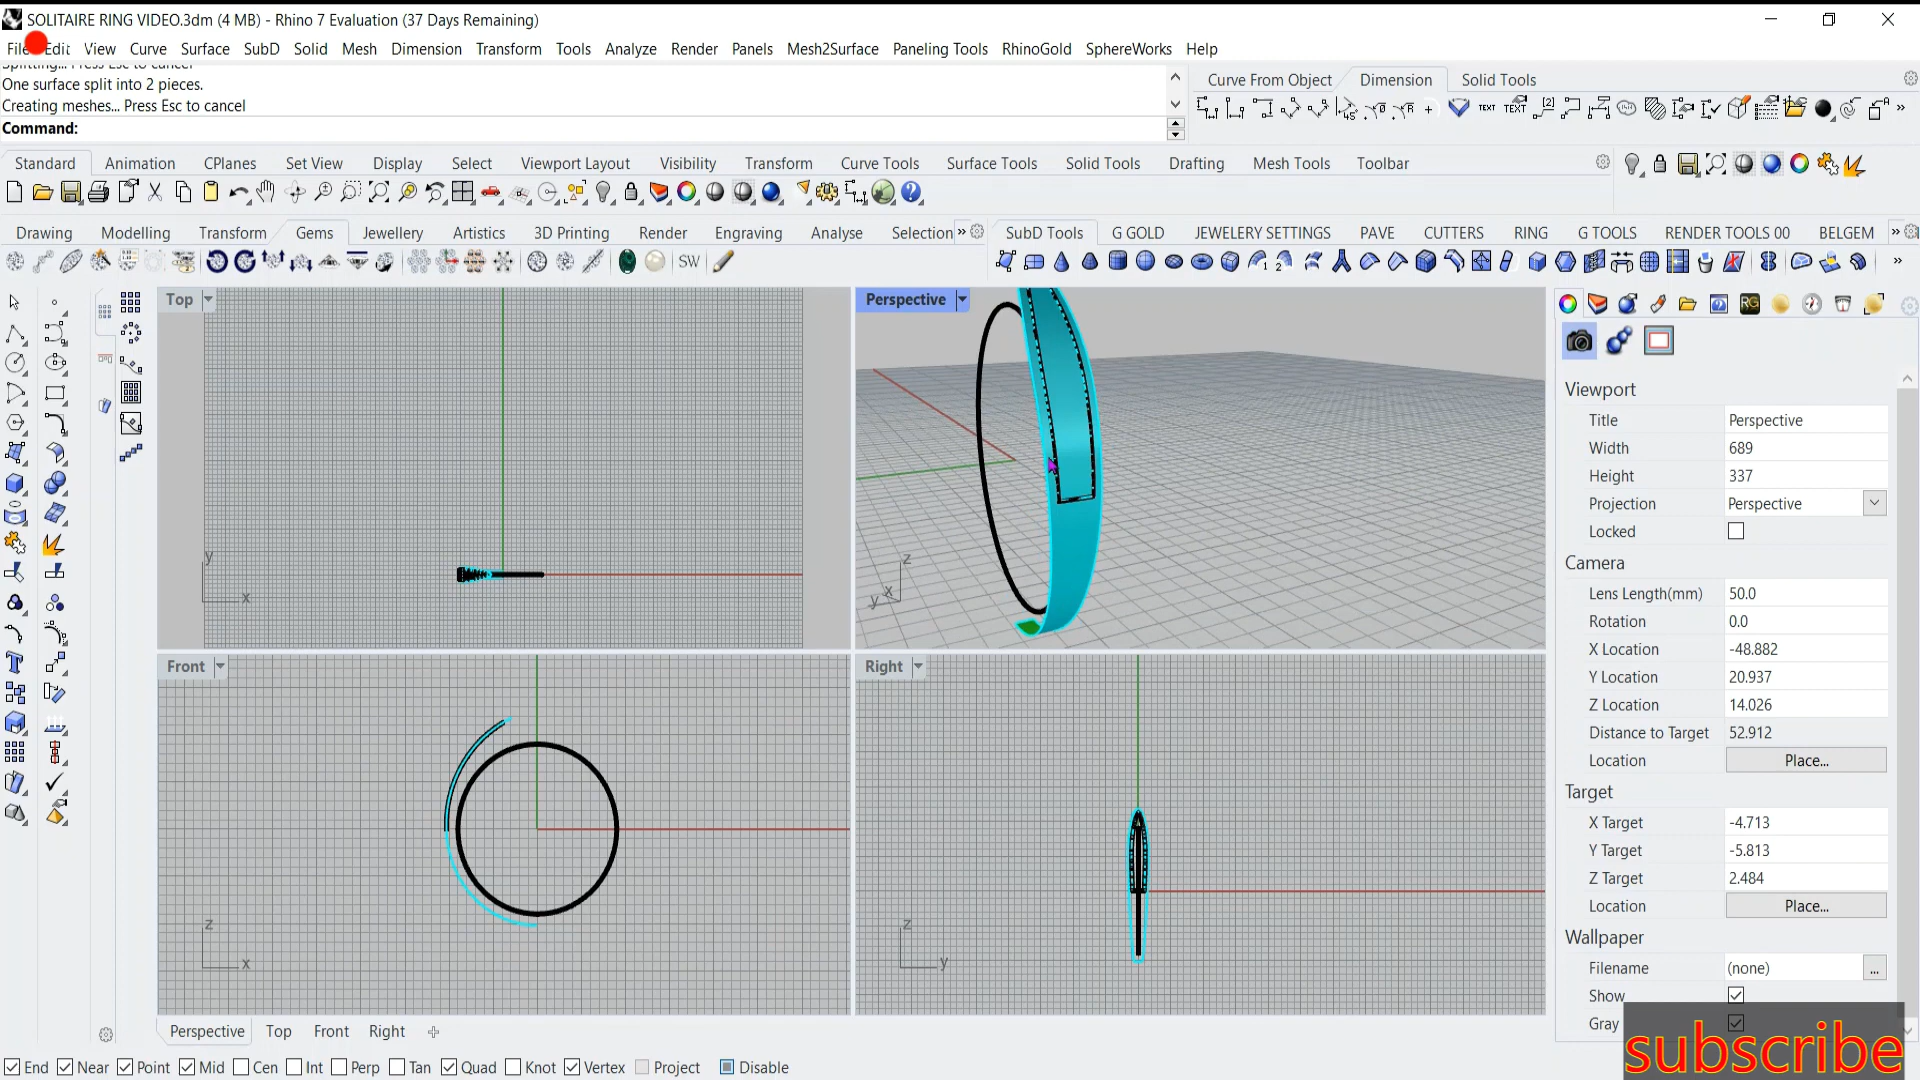 SOLITAIRE RING VIDEO.3dm (4 MB) - Rhino 7 Evaluation (37 Days Remaining)
File Edit View Curve Surface SubD Solid Mesh Dimension Transform Tools Analyze Render Panels Mesh2Surface Paneling Tools RhinoGold SphereWorks Help
Splitting... Press Esc to cancel
One surface split into 2 pieces.
Creating meshes... Press Esc to cancel
Command:
Curve From Object Dimension Solid Tools
Standard Animation CPlanes Set View Display Select Viewport Layout Visibility Transform Curve Tools Surface Tools Solid Tools Drafting Mesh Tools Toolbar
Drawing Modelling Transform Gems Jewellery Artistics 3D Printing Render Engraving Analyse Selection
SubD Tools G GOLD JEWELERY SETTINGS PAVE CUTTERS RING G TOOLS RENDER TOOLS 00 BELGEM
SW
Top
Perspective
y
x
z
x
y
Front
Right
z
x
z
y
Perspective Top Front Right
End Near Point Mid Cen Int Perp Tan Quad Knot Vertex Project Disable
Viewport
Title Perspective
Width 689
Height 337
Projection Perspective
Locked
Camera
Lens Length(mm) 50.0
Rotation 0.0
X Location -48.882
Y Location 20.937
Z Location 14.026
Distance to Target 52.912
Location Place...
Target
X Target -4.713
Y Target -5.813
Z Target 2.484
Location Place...
Wallpaper
Filename (none) ...
Show
Gray
subscribe